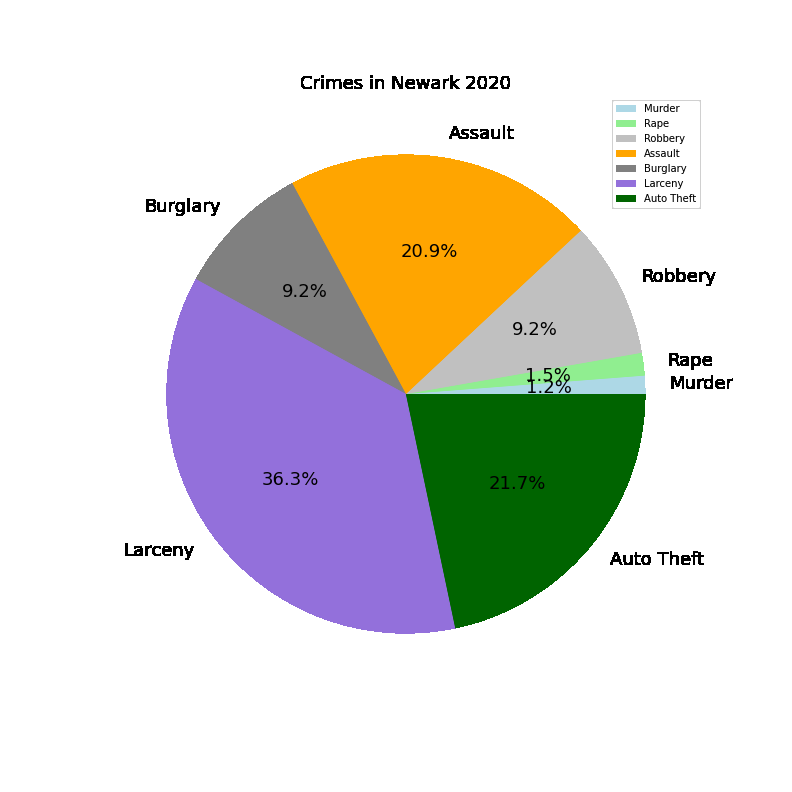 Crimes in Newark 2020
Murder
Rape
Robbery
Assault
Burglary
Larceny
Auto Theft
Assault
Burglary
20.9%
Robbery
9.2%
9.2%
Rape
1.5%
Murder
1.2%
36.3%
21.7%
Larceny
Auto Theft